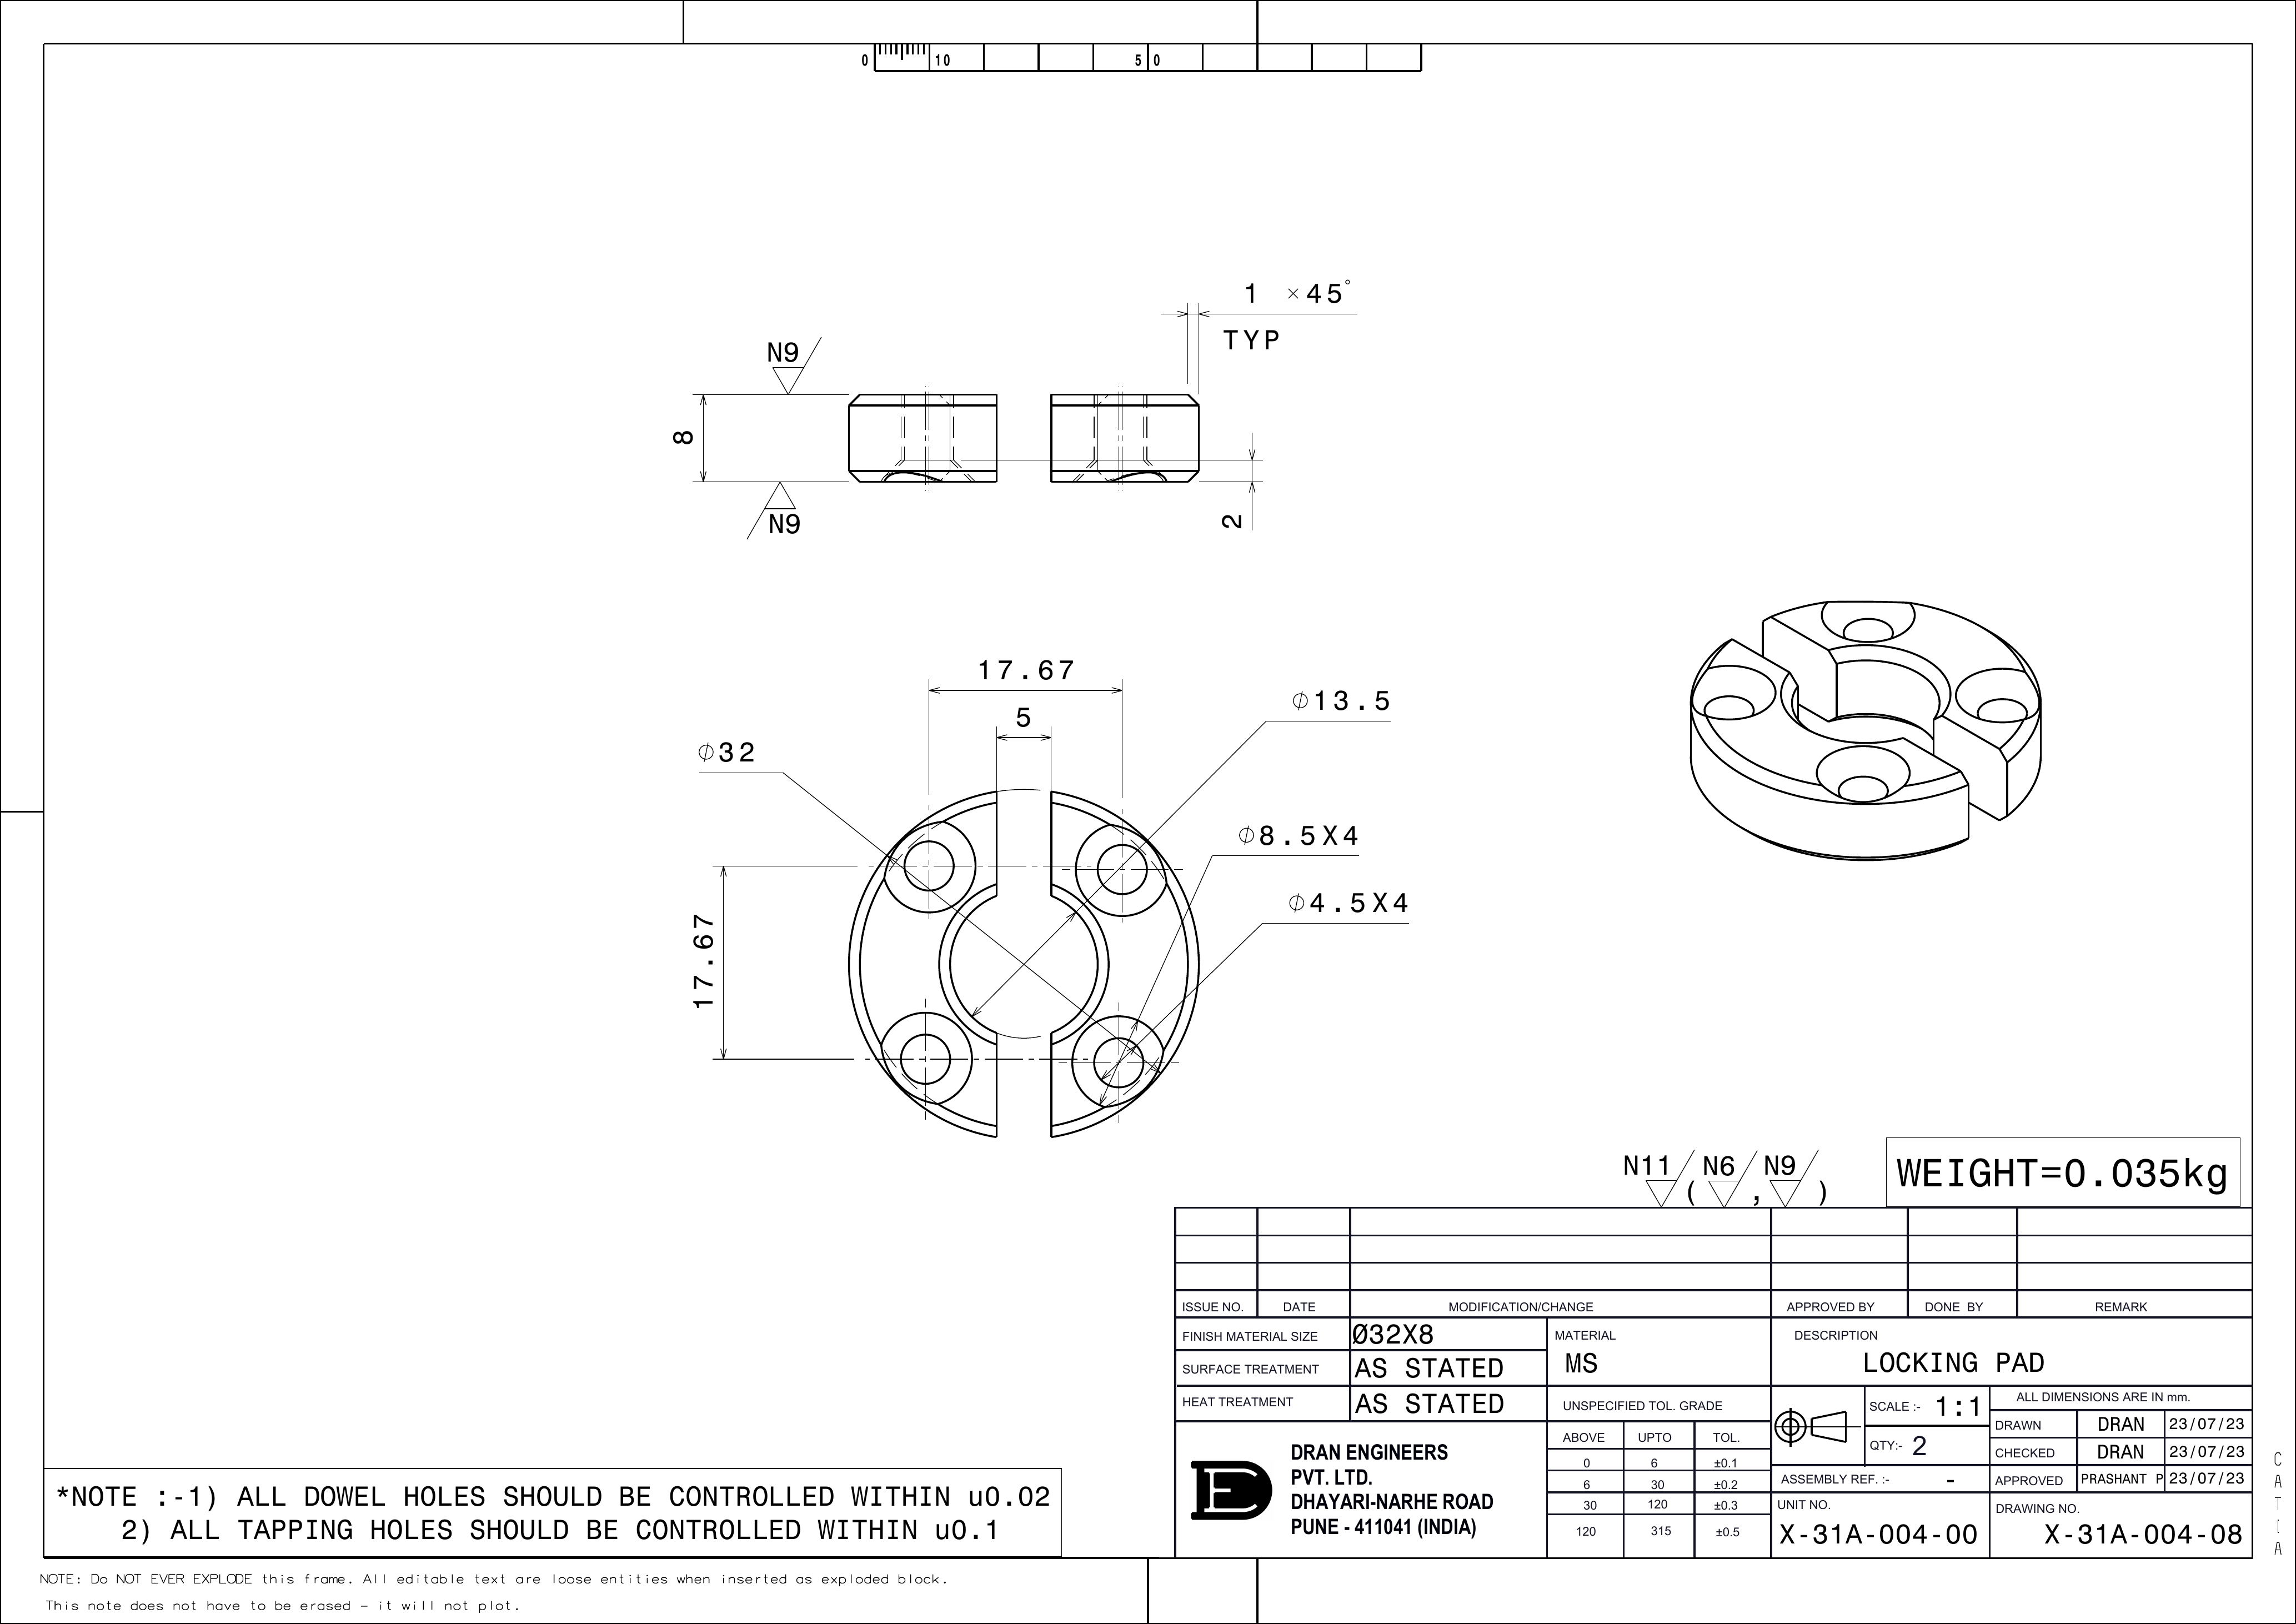 0 10 50
1 ×45°
TYP
N9
8
N9
2
17.67
5
⌀13.5
⌀32
⌀8.5X4
⌀4.5X4
17.67
N11 ( N6 , N9 )
WEIGHT=0.035kg
ISSUE NO. DATE MODIFICATION/CHANGE APPROVED BY DONE BY REMARK
FINISH MATERIAL SIZE Ø32X8
SURFACE TREATMENT AS STATED
HEAT TREATMENT AS STATED
MATERIAL
MS
DESCRIPTION
LOCKING PAD
UNSPECIFIED TOL. GRADE
ABOVE UPTO TOL.
0 6 ±0.1
6 30 ±0.2
30 120 ±0.3
120 315 ±0.5
SCALE :- 1:1
QTY:- 2
ALL DIMENSIONS ARE IN mm.
DRAWN DRAN 23/07/23
CHECKED DRAN 23/07/23
APPROVED PRASHANT P 23/07/23
ASSEMBLY REF. :- -
UNIT NO.
X-31A-004-00
DRAWING NO.
X-31A-004-08
DRAN ENGINEERS
PVT. LTD.
DHAYARI-NARHE ROAD
PUNE - 411041 (INDIA)
*NOTE :-1) ALL DOWEL HOLES SHOULD BE CONTROLLED WITHIN u0.02
2) ALL TAPPING HOLES SHOULD BE CONTROLLED WITHIN u0.1
NOTE: Do NOT EVER EXPLODE this frame. All editable text are loose entities when inserted as exploded block.
This note does not have to be erased - it will not plot.
CATIA